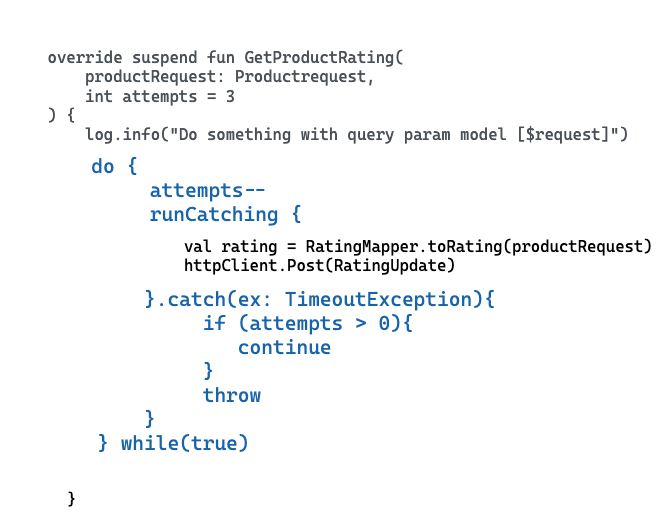 override suspend fun GetProductRating(
productRequest: Productrequest,
int attempts = 3
) {
log.info("Do something with query param model [$request]")
do {
attempts--
runCatching {
val rating = RatingMapper.toRating(productRequest)
httpClient.Post(RatingUpdate)
}.catch(ex: TimeoutException){
if (attempts > 0){
continue
}
throw
}
} while(true)
}